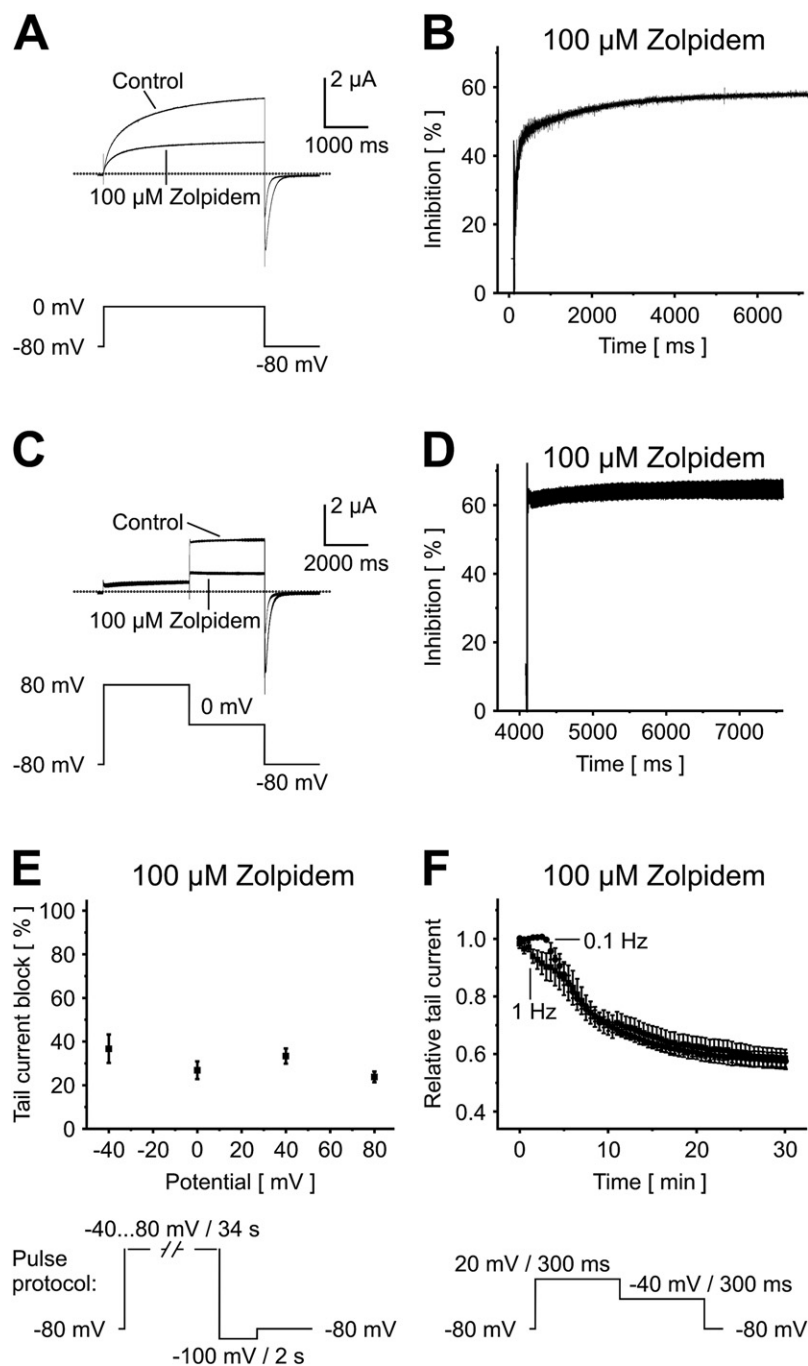 A
Control
2 µA
1000 ms
100 µM Zolpidem
0 mV
-80 mV
-80 mV
B
100 µM Zolpidem
Inhibition [ % ]
60
40
20
0
0 2000 4000 6000
Time [ ms ]
C
Control
2 µA
2000 ms
100 µM Zolpidem
80 mV
0 mV
-80 mV
-80 mV
D
100 µM Zolpidem
Inhibition [ % ]
60
40
20
0
4000 5000 6000 7000
Time [ ms ]
E
100 µM Zolpidem
Tail current block [ % ]
100
80
60
40
20
0
-40 -20 0 20 40 60 80
Potential [ mV ]
-40...80 mV / 34 s
Pulse
protocol:
-80 mV
-80 mV
-100 mV / 2 s
F
100 µM Zolpidem
Relative tail current
1.0
0.8
0.6
0.4
0.1 Hz
1 Hz
0 10 20 30
Time [ min ]
20 mV / 300 ms
-40 mV / 300 ms
-80 mV
-80 mV